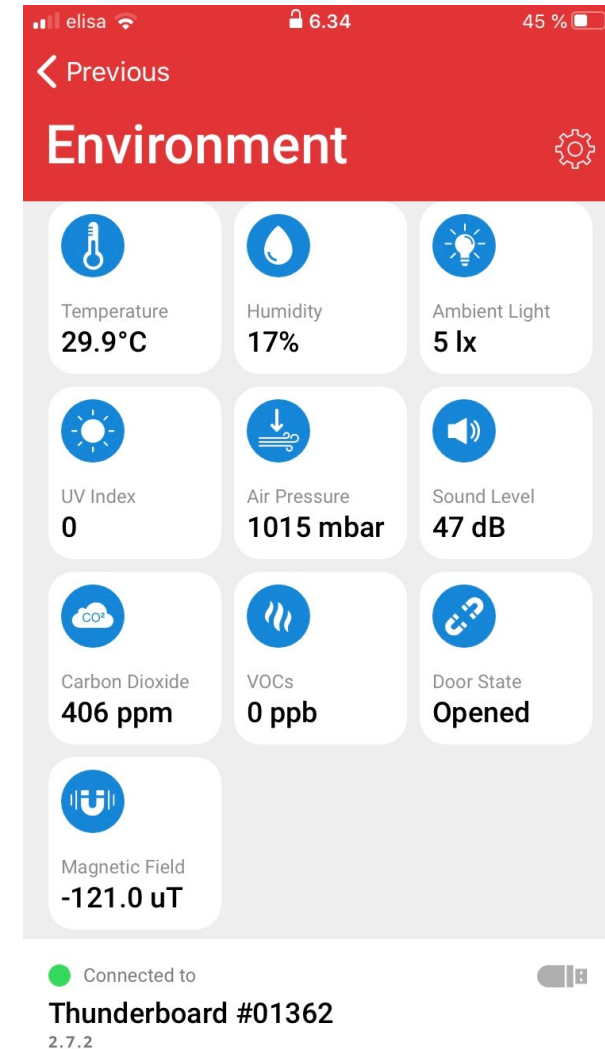 elisa 6.34 45 %
Previous
Environment
Temperature Humidity Ambient Light
29.9°C 17% 5 lx
UV Index Air Pressure Sound Level
0 1015 mbar 47 dB
CO²
Carbon Dioxide VOCs Door State
406 ppm 0 ppb Opened
Magnetic Field
-121.0 uT
Connected to
Thunderboard #01362
2.7.2